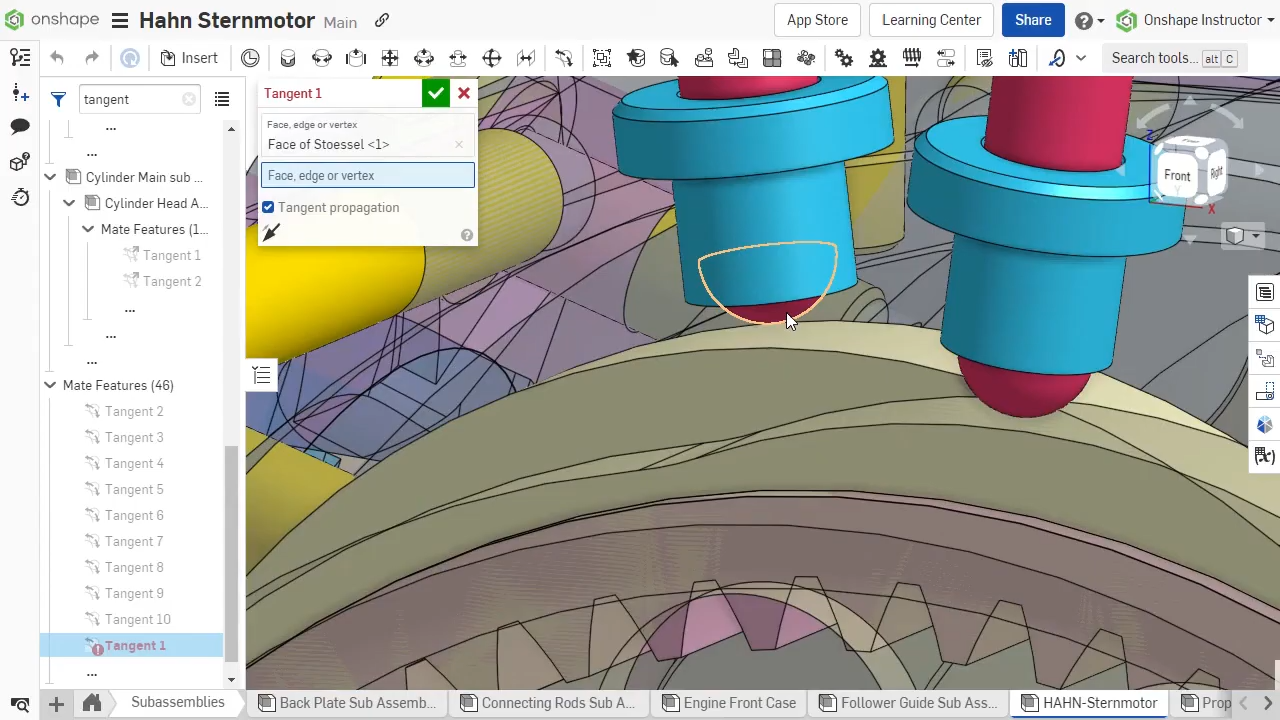 onshape Hahn Sternmotor Main App Store Learning Center Share Onshape Instructor
Insert Search tools... alt C
tangent
...
...
Cylinder Main sub ...
Cylinder Head A...
Mate Features (1...
Tangent 1
Tangent 2
...
...
...
Mate Features (46)
Tangent 2
Tangent 3
Tangent 4
Tangent 5
Tangent 6
Tangent 7
Tangent 8
Tangent 9
Tangent 10
Tangent 1
...
Tangent 1
Face, edge or vertex
Face of Stoessel <1>
Face, edge or vertex
Tangent propagation
Z
Front
Right
Y
X
Subassemblies Back Plate Sub Assemb... Connecting Rods Sub A... Engine Front Case Follower Guide Sub Ass... HAHN-Sternmotor Prop